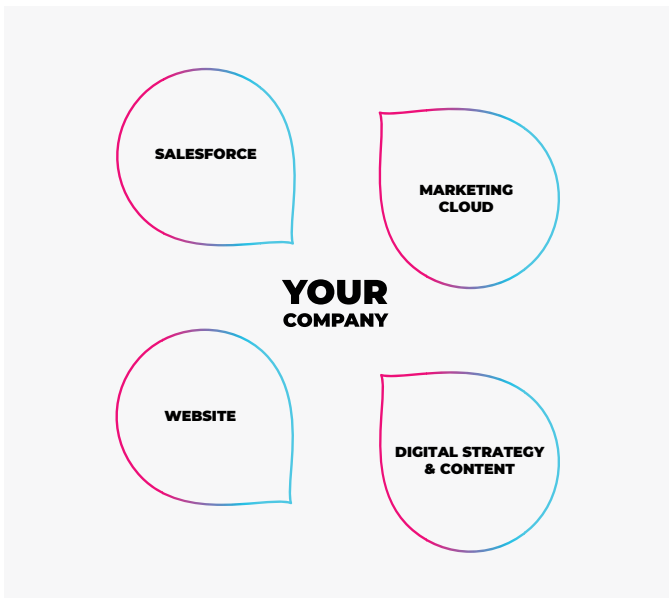 SALESFORCE
MARKETING
CLOUD
YOUR
COMPANY
WEBSITE
DIGITAL STRATEGY
& CONTENT